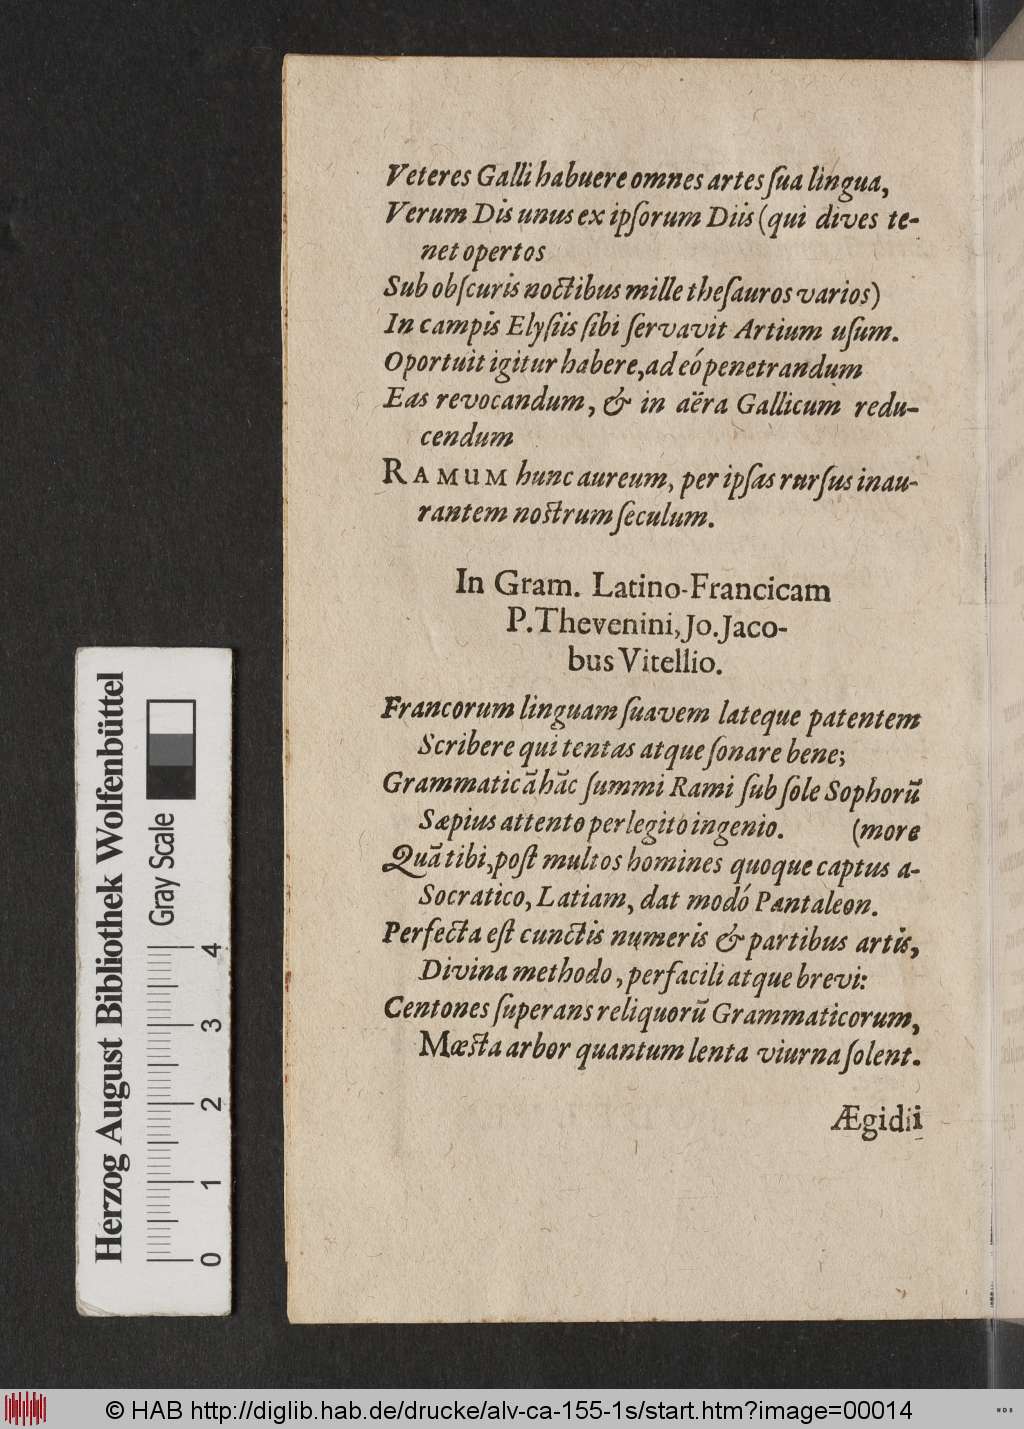 Veteres Galli habuere omnes artes ſua lingua,
Verum Dis unus ex ipſorum Diis (qui dives te-
net opertos
Sub obſcuris noctibus mille theſauros varios)
In campis Elyſiis ſibi ſervavit Artium uſum.
Oportuit igitur habere, ad eó penetrandum
Eas revocandum, & in aëra Gallicum redu-
cendum
RAMUM hunc aureum, per ipſas rurſus inau-
rantem noſtrum ſeculum.
In Gram. Latino-Francicam
P. Thevenini, Jo. Jaco-
bus Vitellio.
Francorum linguam ſuavem lateque patentem
Scribere qui tentas atque ſonare bene;
Grammaticā hāc ſummi Rami ſub ſole Sophorū
Sæpius attento perlegito ingenio. (more
Quā tibi, poſt multos homines quoque captus a-
Socratico, Latiam, dat modó Pantaleon.
Perfecta eſt cunctis numeris & partibus artis,
Divina methodo, perfacili atque brevi:
Centones ſuperans reliquorū Grammaticorum,
Mæſta arbor quantum lenta viurna ſolent.
Ægidii
Herzog August Bibliothek Wolfenbüttel
Gray Scale
0 1 2 3 4
© HAB http://diglib.hab.de/drucke/alv-ca-155-1s/start.htm?image=00014